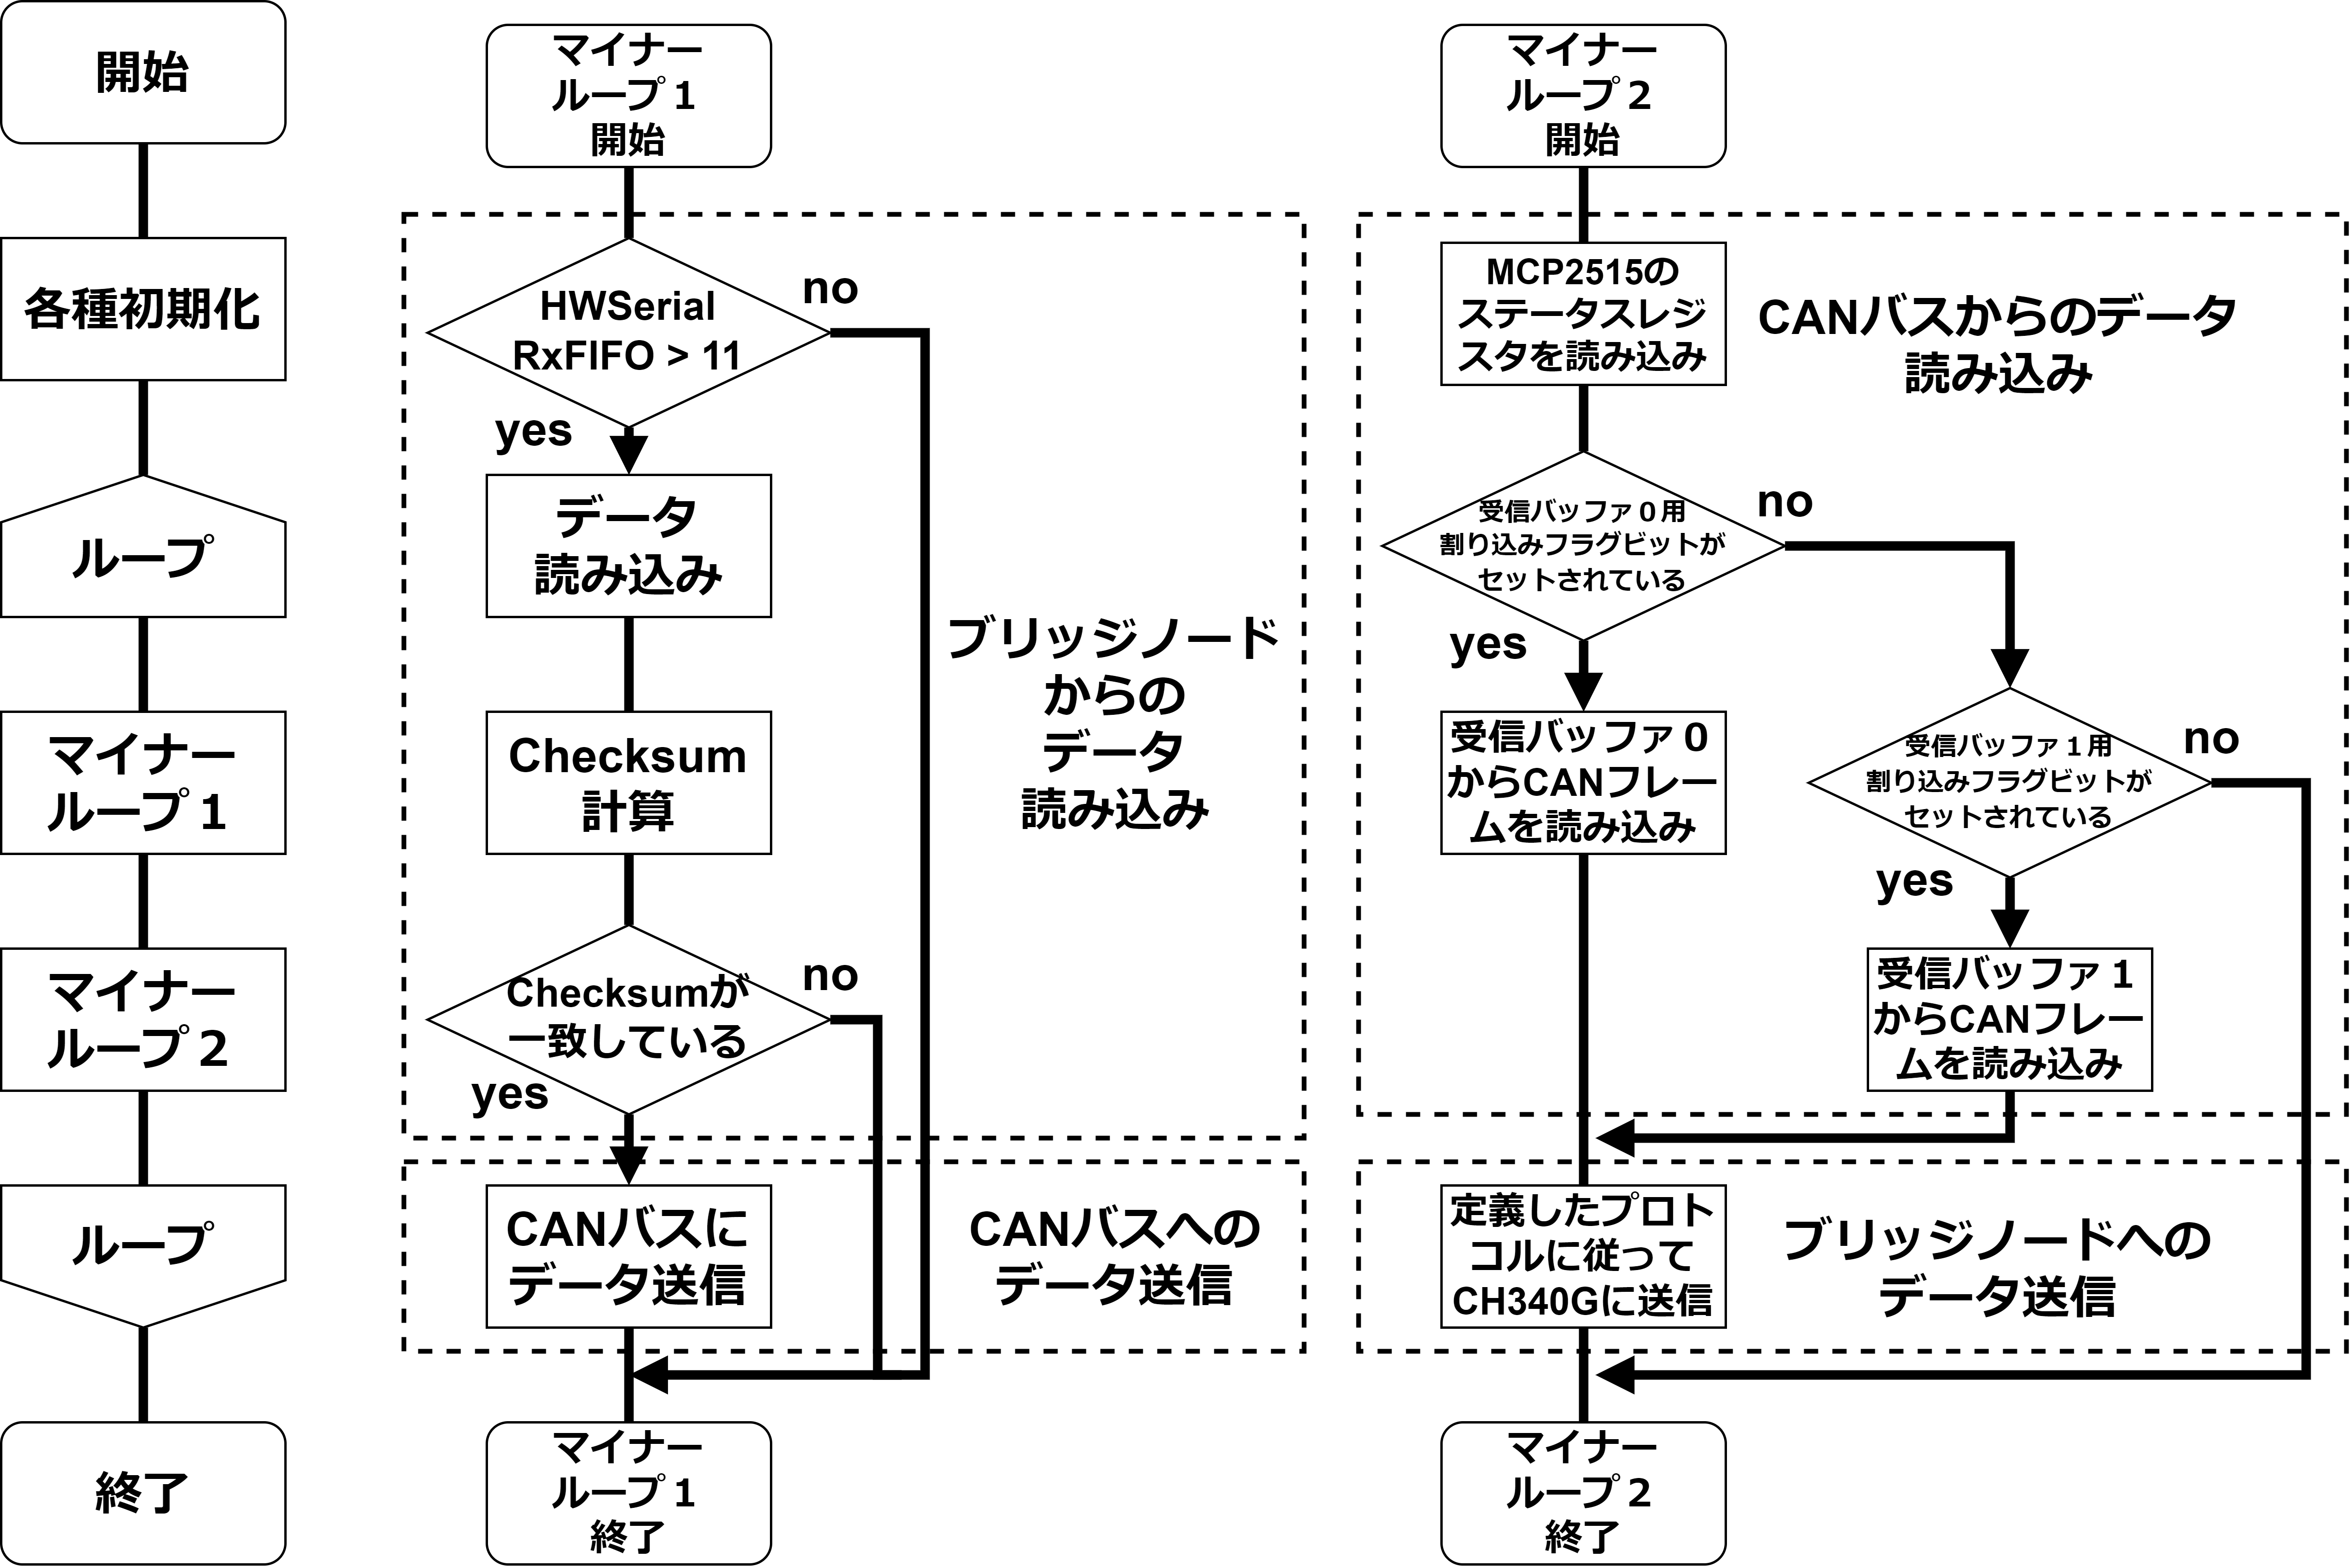 開始
各種初期化
ループ
マイナー
ループ1
マイナー
ループ2
ループ
終了
マイナー
ループ1
開始
HWSerial
RxFIFO > 11
no
yes
データ
読み込み
Checksum
計算
Checksumが
一致している
no
yes
ブリッジノード
からの
データ
読み込み
CANバスに
データ送信
CANバスへの
データ送信
マイナー
ループ1
終了
マイナー
ループ2
開始
MCP2515の
ステータスレジ
スタを読み込み
CANバスからのデータ
読み込み
受信バッファ0用
割り込みフラグビットが
セットされている
no
yes
受信バッファ0
からCANフレー
ムを読み込み
受信バッファ1用
割り込みフラグビットが
セットされている
no
yes
受信バッファ1
からCANフレー
ムを読み込み
定義したプロト
コルに従って
CH340Gに送信
ブリッジノードへの
データ送信
マイナー
ループ2
終了